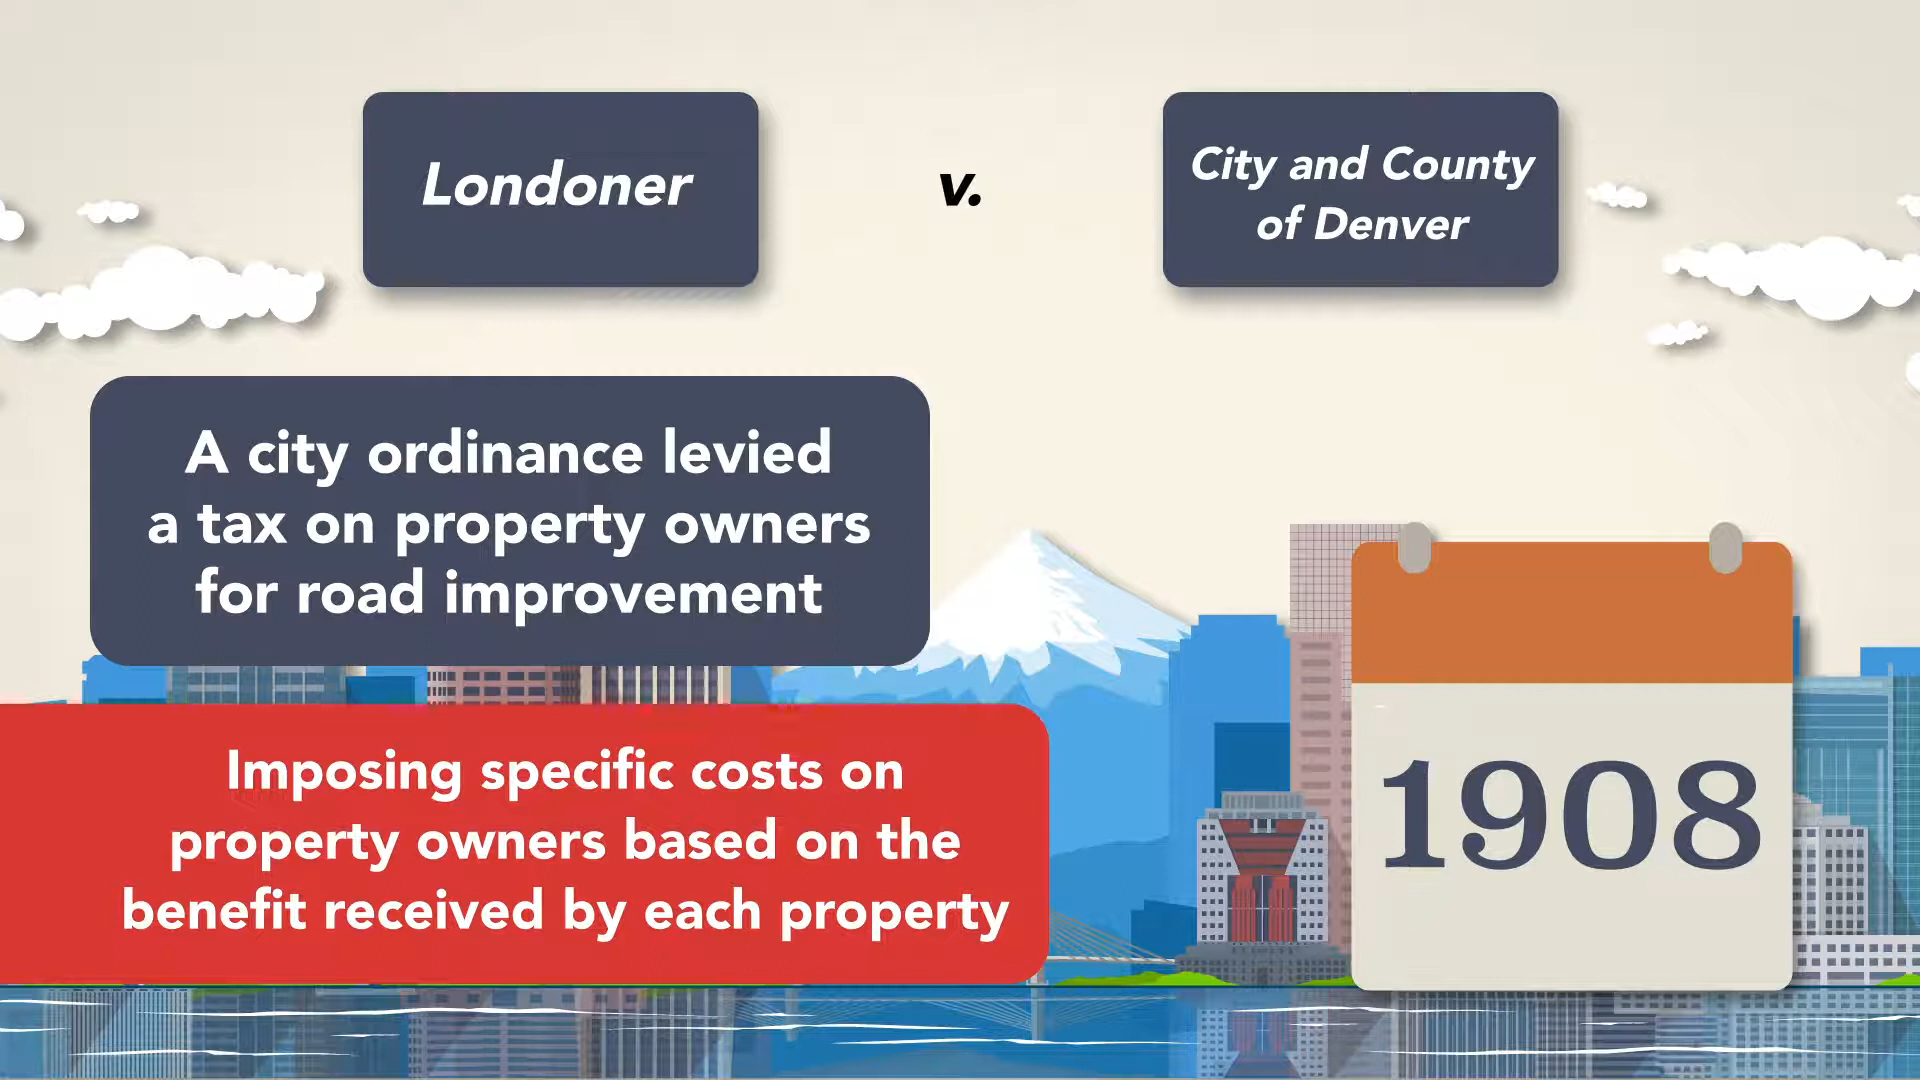 Londoner
v.
City and County
of Denver
A city ordinance levied
a tax on property owners
for road improvement
Imposing specific costs on
property owners based on the
benefit received by each property
1908